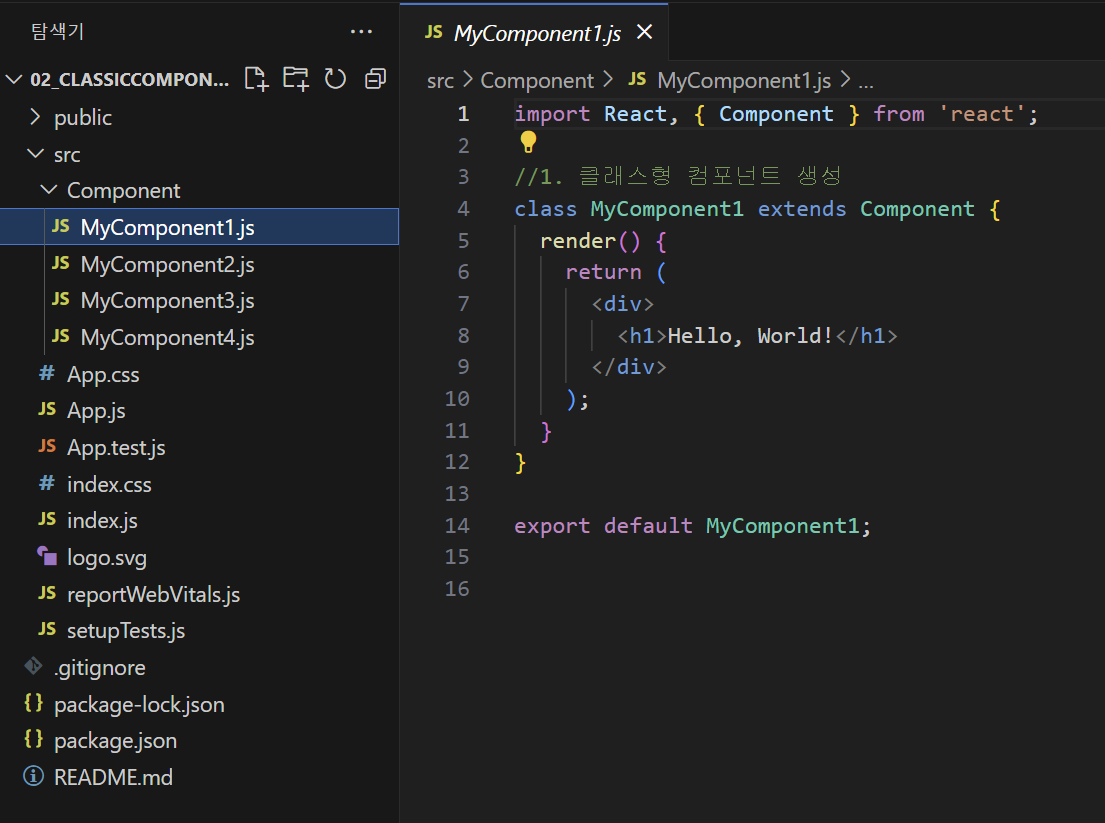 탐색기 ...
02_CLASSICCOMPON...
public
src
Component
JS MyComponent1.js
JS MyComponent2.js
JS MyComponent3.js
JS MyComponent4.js
# App.css
JS App.js
JS App.test.js
# index.css
JS index.js
logo.svg
JS reportWebVitals.js
JS setupTests.js
.gitignore
{} package-lock.json
{} package.json
README.md
JS MyComponent1.js
src > Component > JS MyComponent1.js > ...
1 import React, { Component } from 'react';
2
3 //1. 클래스형 컴포넌트 생성
4 class MyComponent1 extends Component {
5 render() {
6 return (
7 <div>
8 <h1>Hello, World!</h1>
9 </div>
10 );
11 }
12 }
13
14 export default MyComponent1;
15
16